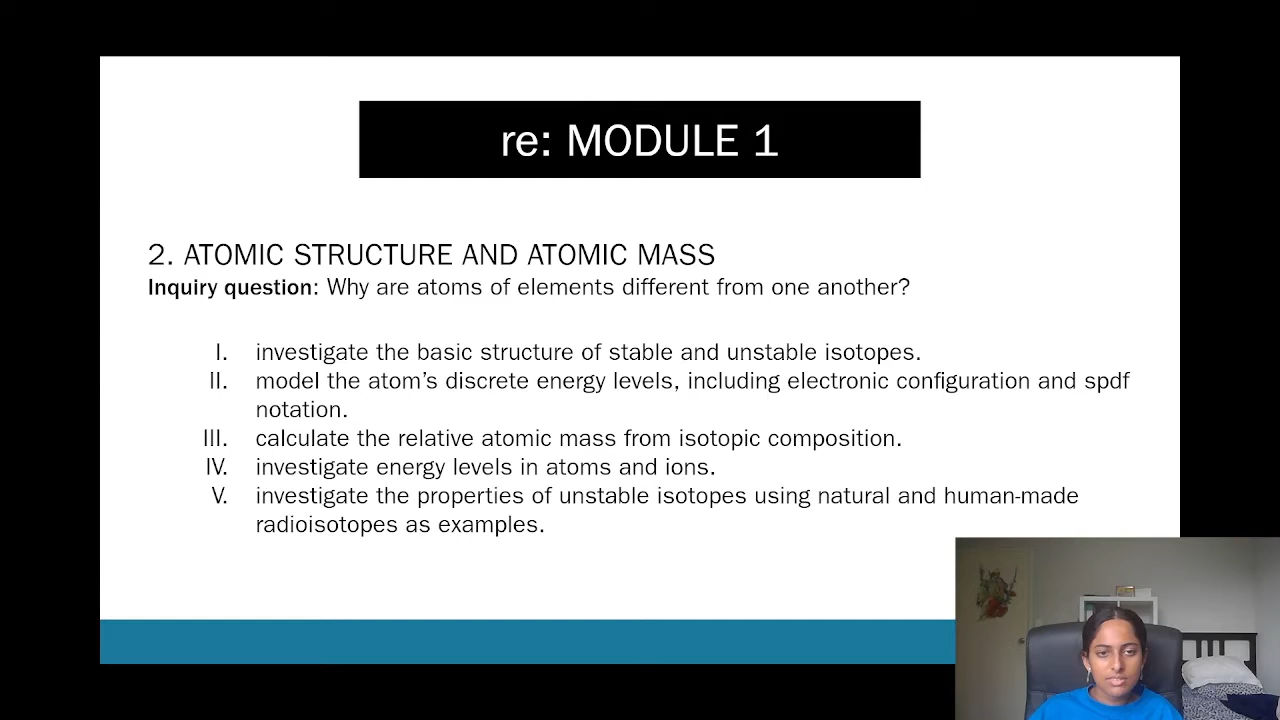 re: MODULE 1
2. ATOMIC STRUCTURE AND ATOMIC MASS
Inquiry question: Why are atoms of elements different from one another?
I. investigate the basic structure of stable and unstable isotopes.
II. model the atom's discrete energy levels, including electronic configuration and spdf
notation.
III. calculate the relative atomic mass from isotopic composition.
IV. investigate energy levels in atoms and ions.
V. investigate the properties of unstable isotopes using natural and human-made
radioisotopes as examples.